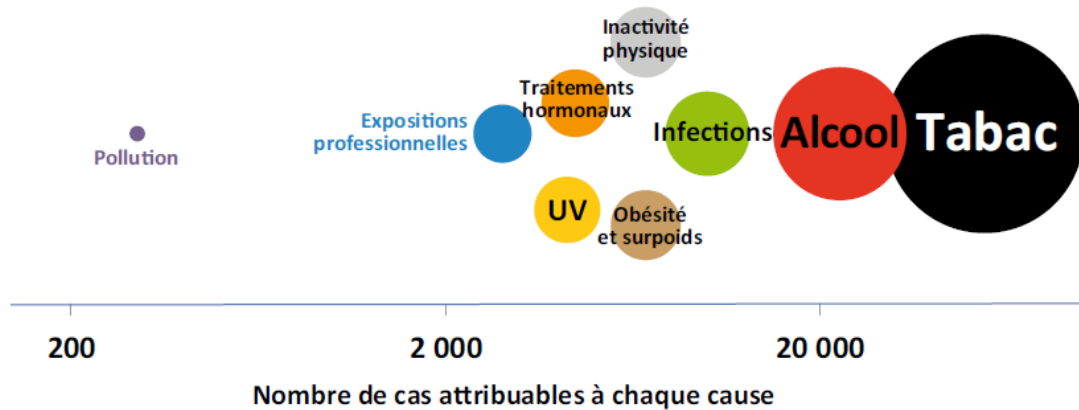 Inactivité
physique
Traitements
hormonaux
Expositions
professionnelles
Infections
Alcool
Tabac
Pollution
UV
Obésité
et surpoids
200
2 000
20 000
Nombre de cas attribuables à chaque cause